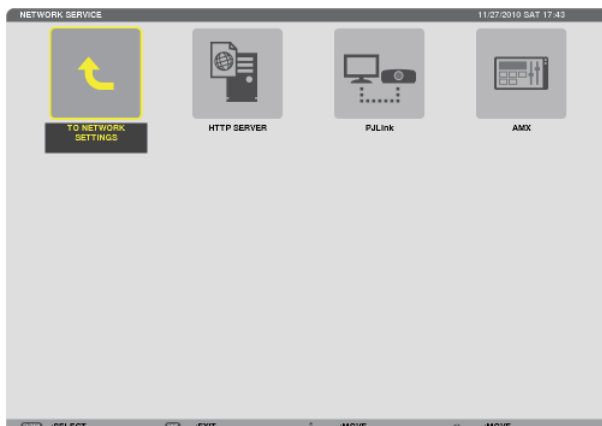 NETWORK SERVICE 11/27/2010 SAT 17:43
TO NETWORK
SETTINGS
HTTP SERVER
PJLink
AMX
:SELECT :EXIT :MOVE :MOVE